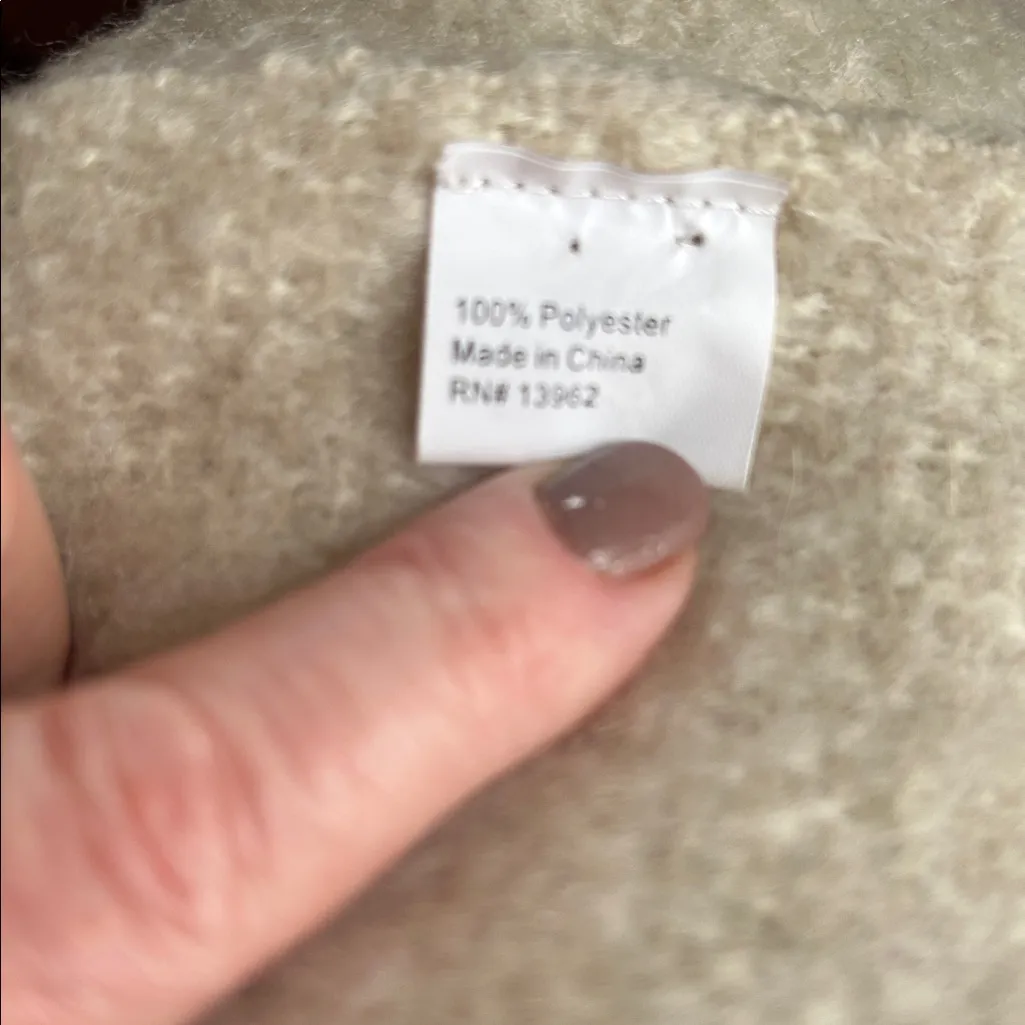 100% Polyester
Made in China
RN# 13962